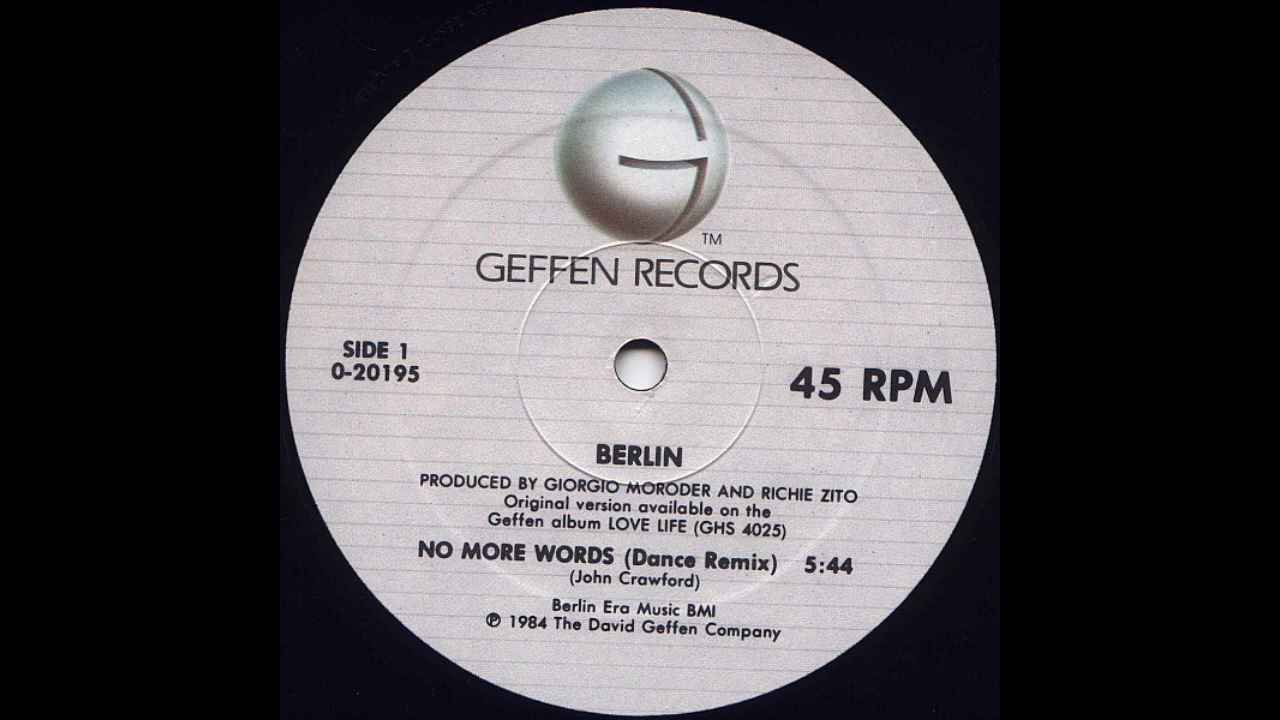 TM
GEFFEN RECORDS
SIDE 1
0-20195
45 RPM
BERLIN
PRODUCED BY GIORGIO MORODER AND RICHIE ZITO
Original version available on the
Geffen album LOVE LIFE (GHS 4025)
NO MORE WORDS (Dance Remix) 5:44
(John Crawford)
Berlin Era Music BMI
℗ 1984 The David Geffen Company